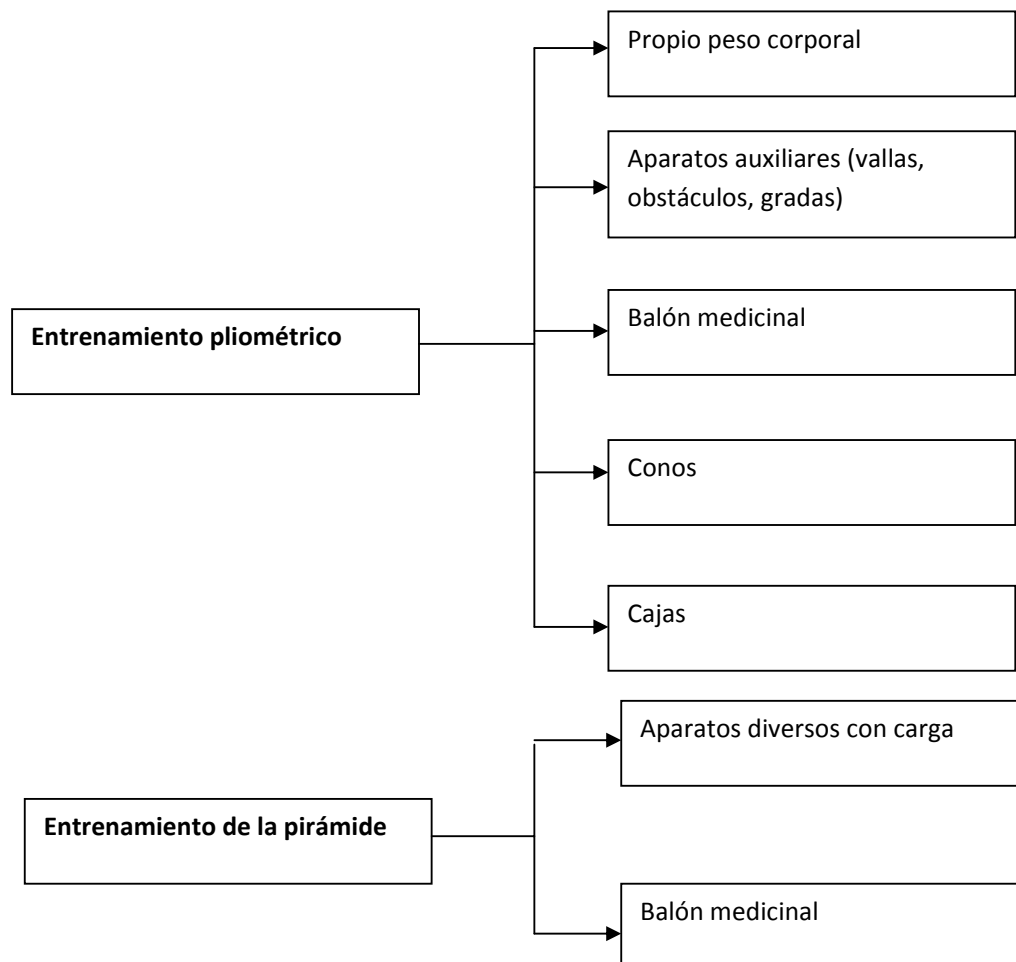 Propio peso corporal
Aparatos auxiliares (vallas,
obstáculos, gradas)
Entrenamiento pliométrico
Balón medicinal
Conos
Cajas
Aparatos diversos con carga
Entrenamiento de la pirámide
Balón medicinal